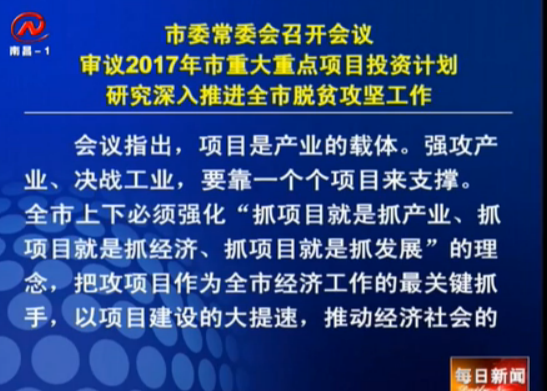 南昌-1
市委常委会召开会议
审议2017年市重大重点项目投资计划
研究深入推进全市脱贫攻坚工作
会议指出，项目是产业的载体。强攻产
业、决战工业，要靠一个个项目来支撑。
全市上下必须强化“抓项目就是抓产业、抓
项目就是抓经济、抓项目就是抓发展”的理
念，把攻项目作为全市经济工作的最关键抓
手，以项目建设的大提速，推动经济社会的
每日新闻